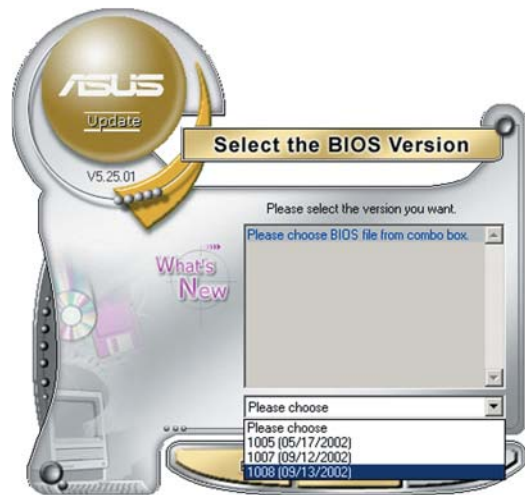 ASUS
Update
V5.25.01
Select the BIOS Version
Please select the version you want.
Please choose BIOS file from combo box.
What's
New
Please choose
Please choose
1005 (05/17/2002)
1007 (09/12/2002)
1008 (09/13/2002)